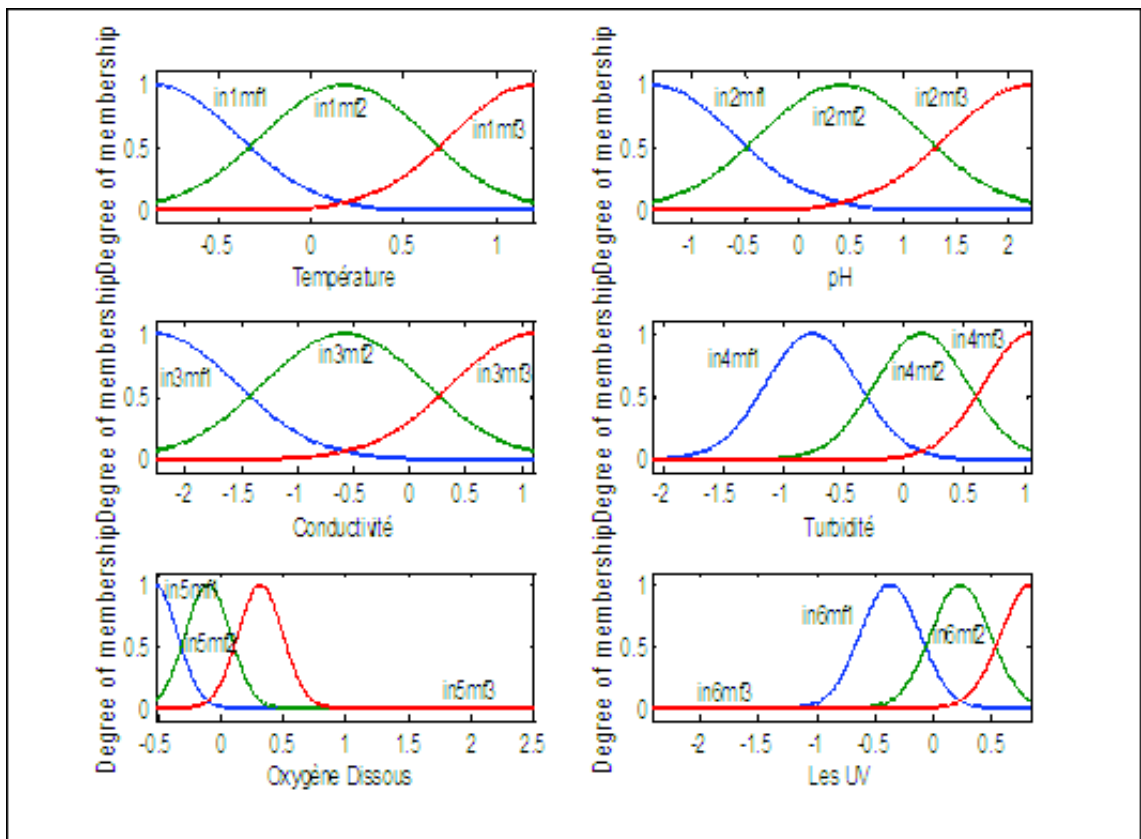 Degree of membership
1
0.5
0
in1mf1
in1mf2
in1mf3
-0.5
0
0.5
1
Température
Degree of membership
1
0.5
0
in2mf1
in2mf2
in2mf3
-1
-0.5
0
0.5
1
1.5
2
pH
Degree of membership
1
0.5
0
in3mf1
in3mf2
in3mf3
-2
-1.5
-1
-0.5
0
0.5
1
Conductivité
Degree of membership
1
0.5
0
in4mf1
in4mf2
in4mf3
-2
-1.5
-1
-0.5
0
0.5
1
Turbidité
Degree of membership
1
0.5
0
in5mf1
in5mf2
in5mf3
-0.5
0
0.5
1
1.5
2
2.5
Oxygène Dissous
Degree of membership
1
0.5
0
in6mf3
in6mf1
in6mf2
-2
-1.5
-1
-0.5
0
0.5
Les UV